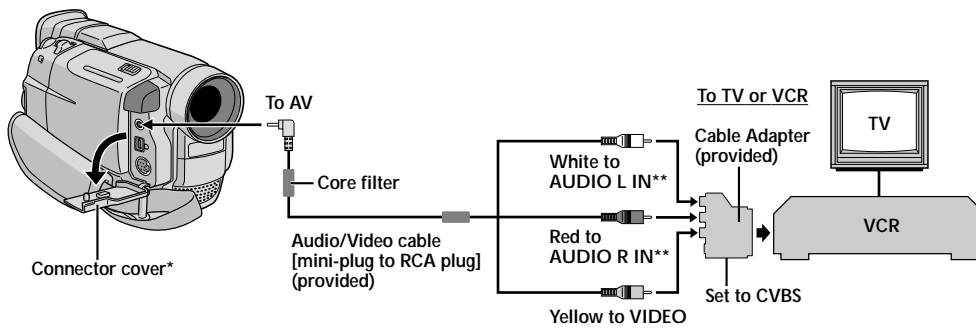 To AV
Core filter
Connector cover*
Audio/Video cable
[mini-plug to RCA plug]
(provided)
White to
AUDIO L IN**
Red to
AUDIO R IN**
Yellow to VIDEO
To TV or VCR
Cable Adapter
(provided)
Set to CVBS
TV
VCR